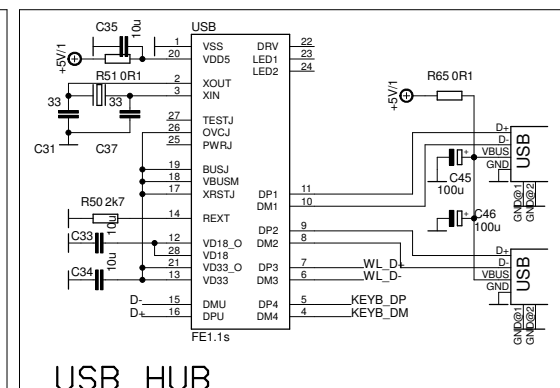 USB
C35
10u
+5V/1
1 VSS DRV 22
20 VDD5 LED1 23
LED2 24
R51 0R1
2 XOUT
3 XIN
33 33
C31 C37
27 TESTJ
26 OVCJ
25 PWRJ
19 BUSJ
18 VBUSM
17 XRSTJ DP1 11
DM1 10
R50 2k7
14 REXT
DP2 9
C33 10u
12 VD18_O DM2 8
28 VD18
21 VD33_O DP3 7 WL_D+
C34 10u
13 VD33 DM3 6 WL_D-
D- 15 DMU DP4 5 KEYB_DP
D+ 16 DPU DM4 4 KEYB_DM
FE1.1s
R65 0R1
+5V/1
D+
D-
VBUS
GND
USB
GND@1
GND@2
C45
100u
C46
100u
D+
D-
VBUS
GND
USB
GND@1
GND@2
USB HUB